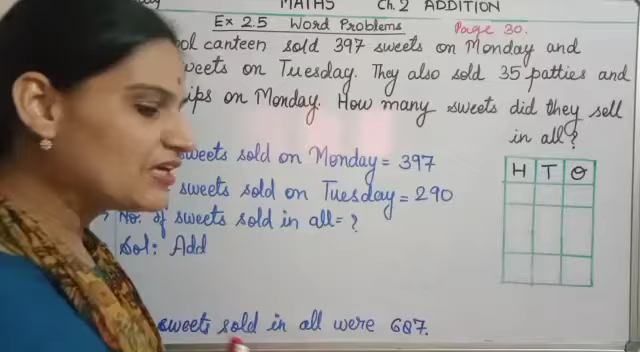 MATHS Ch. 2 ADDITION
Ex 2.5 Word Problems Page 30.
canteen sold 397 sweets on Monday and
on Tuesday. They also sold 35 patties and
on Monday. How many sweets did they sell
in all?
sweets sold on Monday = 397
sweets sold on Tuesday = 290
No. of sweets sold in all = ?
Sol: Add
H T O
sweets sold in all were 687.